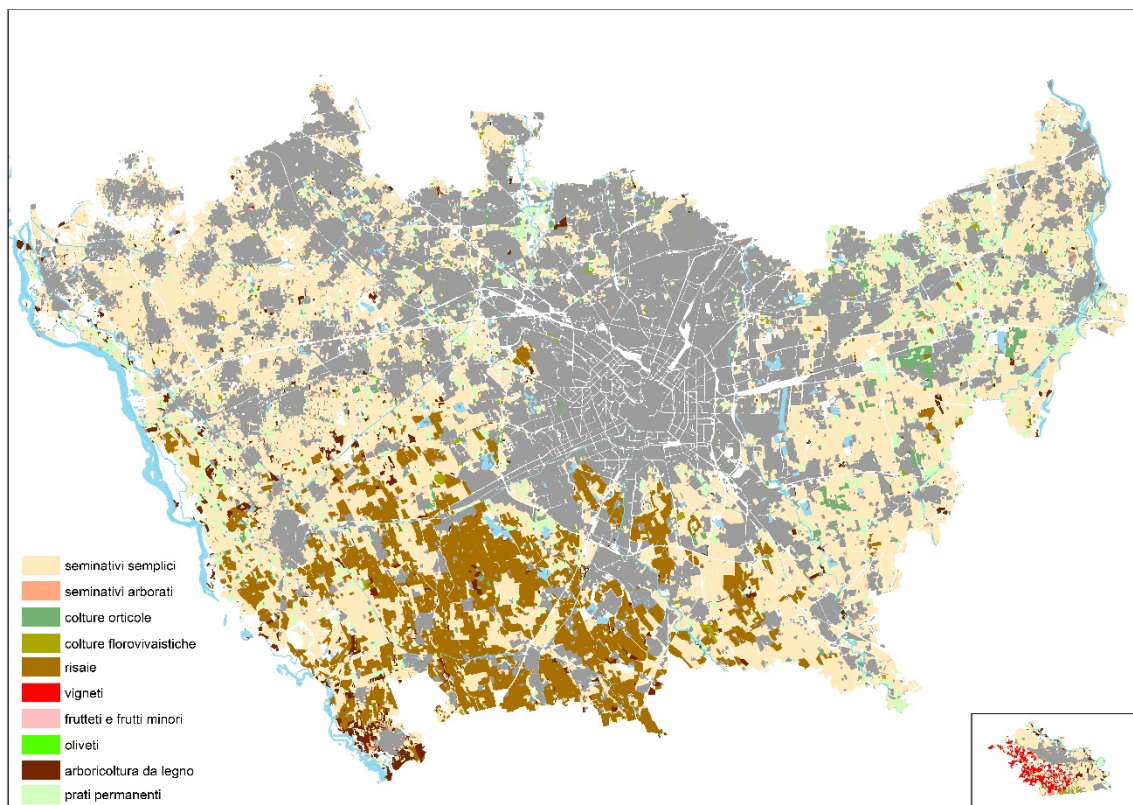 seminativi semplici
seminativi arborati
colture orticole
colture florovivaistiche
risaie
vigneti
frutteti e frutti minori
oliveti
arboricoltura da legno
prati permanenti